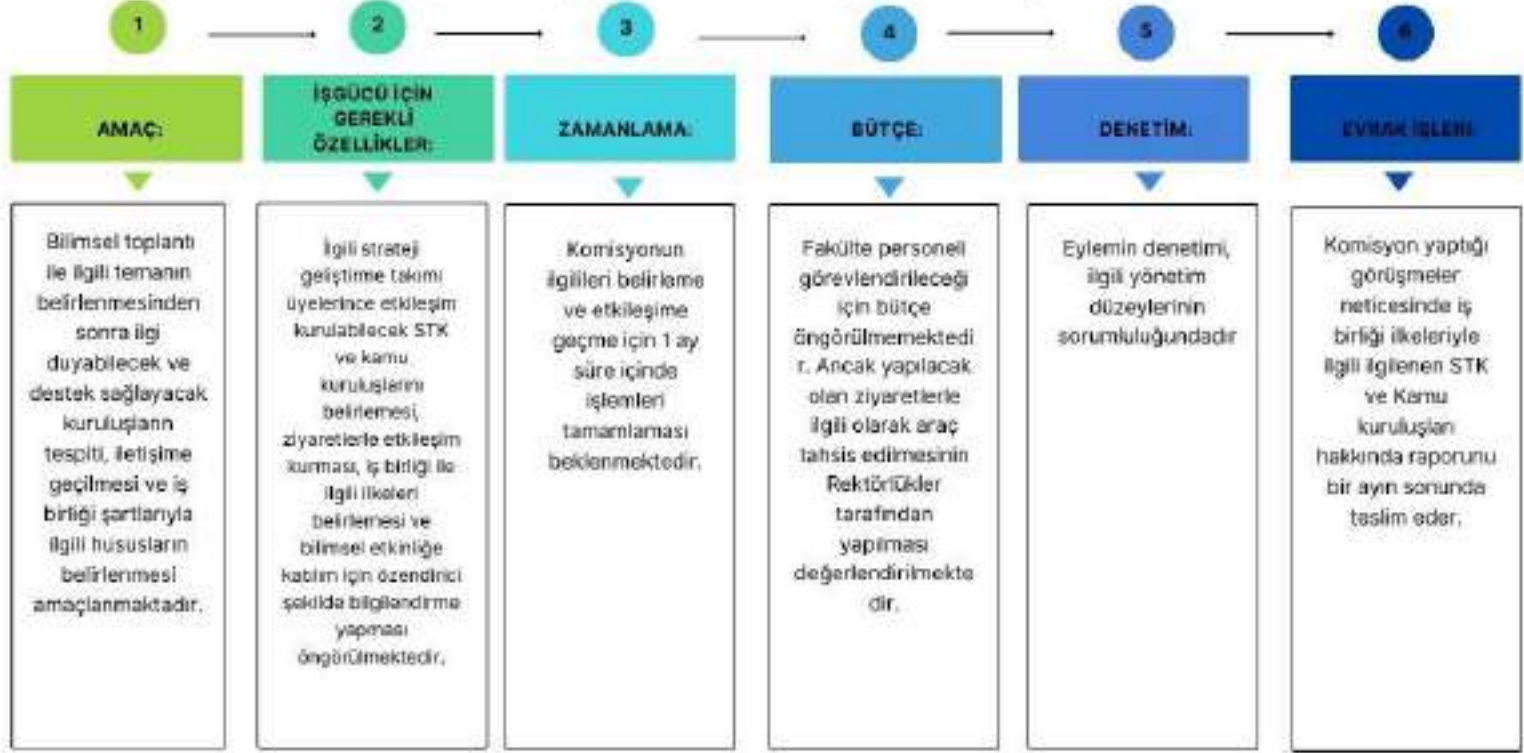 1
2
3
4
5
6
AMAÇ:
İŞGÜCÜ İÇİN
GEREKLİ
ÖZELLİKLER:
ZAMANLAMA:
BÜTÇE:
DENETİM:
EVRAK İŞLERİ:
Bilimsel toplantı
ile ilgili temanın
belirlenmesinden
sonra ilgi
duyabilecek ve
destek sağlayacak
kuruluşların
tespiti, iletişime
geçilmesi ve iş
birliği şartlarıyla
ilgili hususların
belirlenmesi
amaçlanmaktadır.
İlgili strateji
geliştirme takımı
üyelerince etkileşim
kurulabilecek STK
ve kamu
kuruluşlarını
belirlemesi,
ziyaretlerle etkileşim
kurması, iş birliği ile
ilgili ilkeleri
belirlemesi ve
bilimsel etkinliğe
katılım için özendirici
şekilde bilgilendirme
yapması
öngörülmektedir.
Komisyonun
ilgilileri belirleme
ve etkileşime
geçme için 1 ay
süre içinde
işlemleri
tamamlaması
beklenmektedir.
Fakülte personeli
görevlendirileceği
için bütçe
öngörülmemektedi
r. Ancak yapılacak
olan ziyaretlerle
ilgili olarak araç
tahsis edilmesinin
Rektörlükler
tarafından
yapılması
değerlendirilmekte
dir.
Eylemin denetimi,
ilgili yönetim
düzeylerinin
sorumluluğundadır
Komisyon yaptığı
görüşmeler
neticesinde iş
birliği ilkeleriyle
ilgili ilgilenen STK
ve Kamu
kuruluşları
hakkında raporunu
bir ayın sonunda
teslim eder.